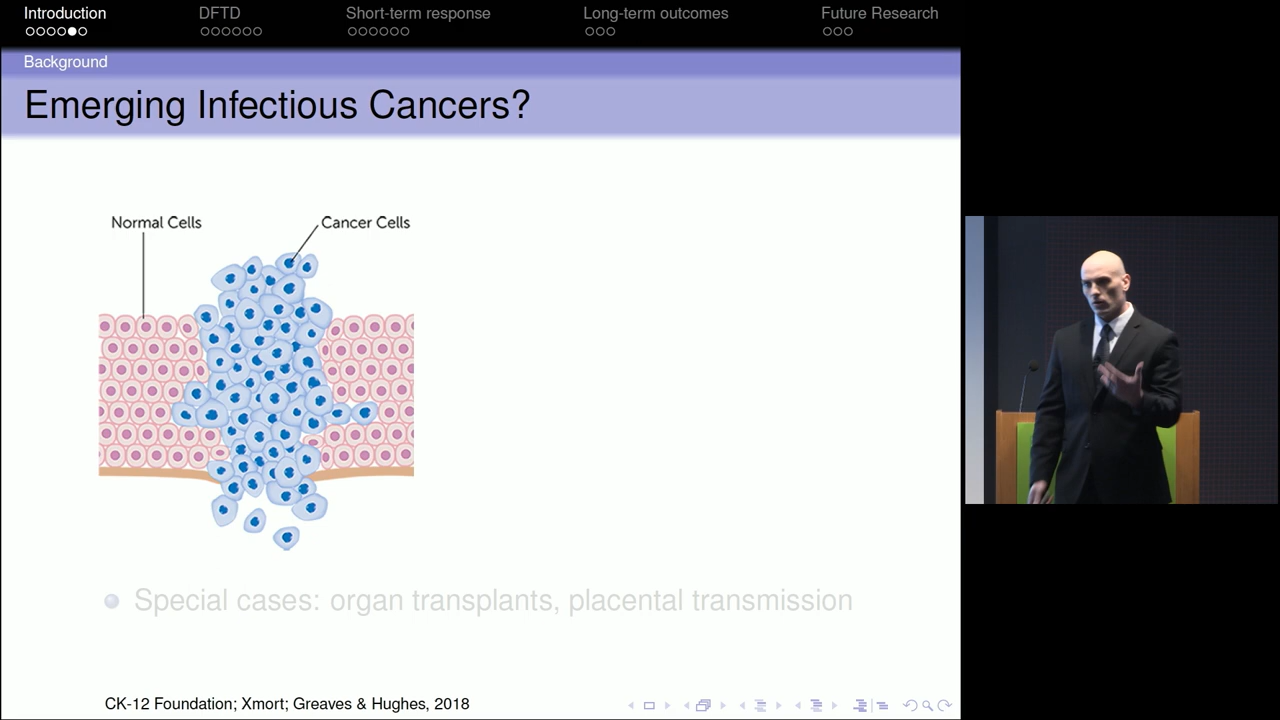 Introduction
DFTD
Short-term response
Long-term outcomes
Future Research
Background
Emerging Infectious Cancers?
Normal Cells
Cancer Cells
Special cases: organ transplants, placental transmission
CK-12 Foundation; Xmort; Greaves & Hughes, 2018